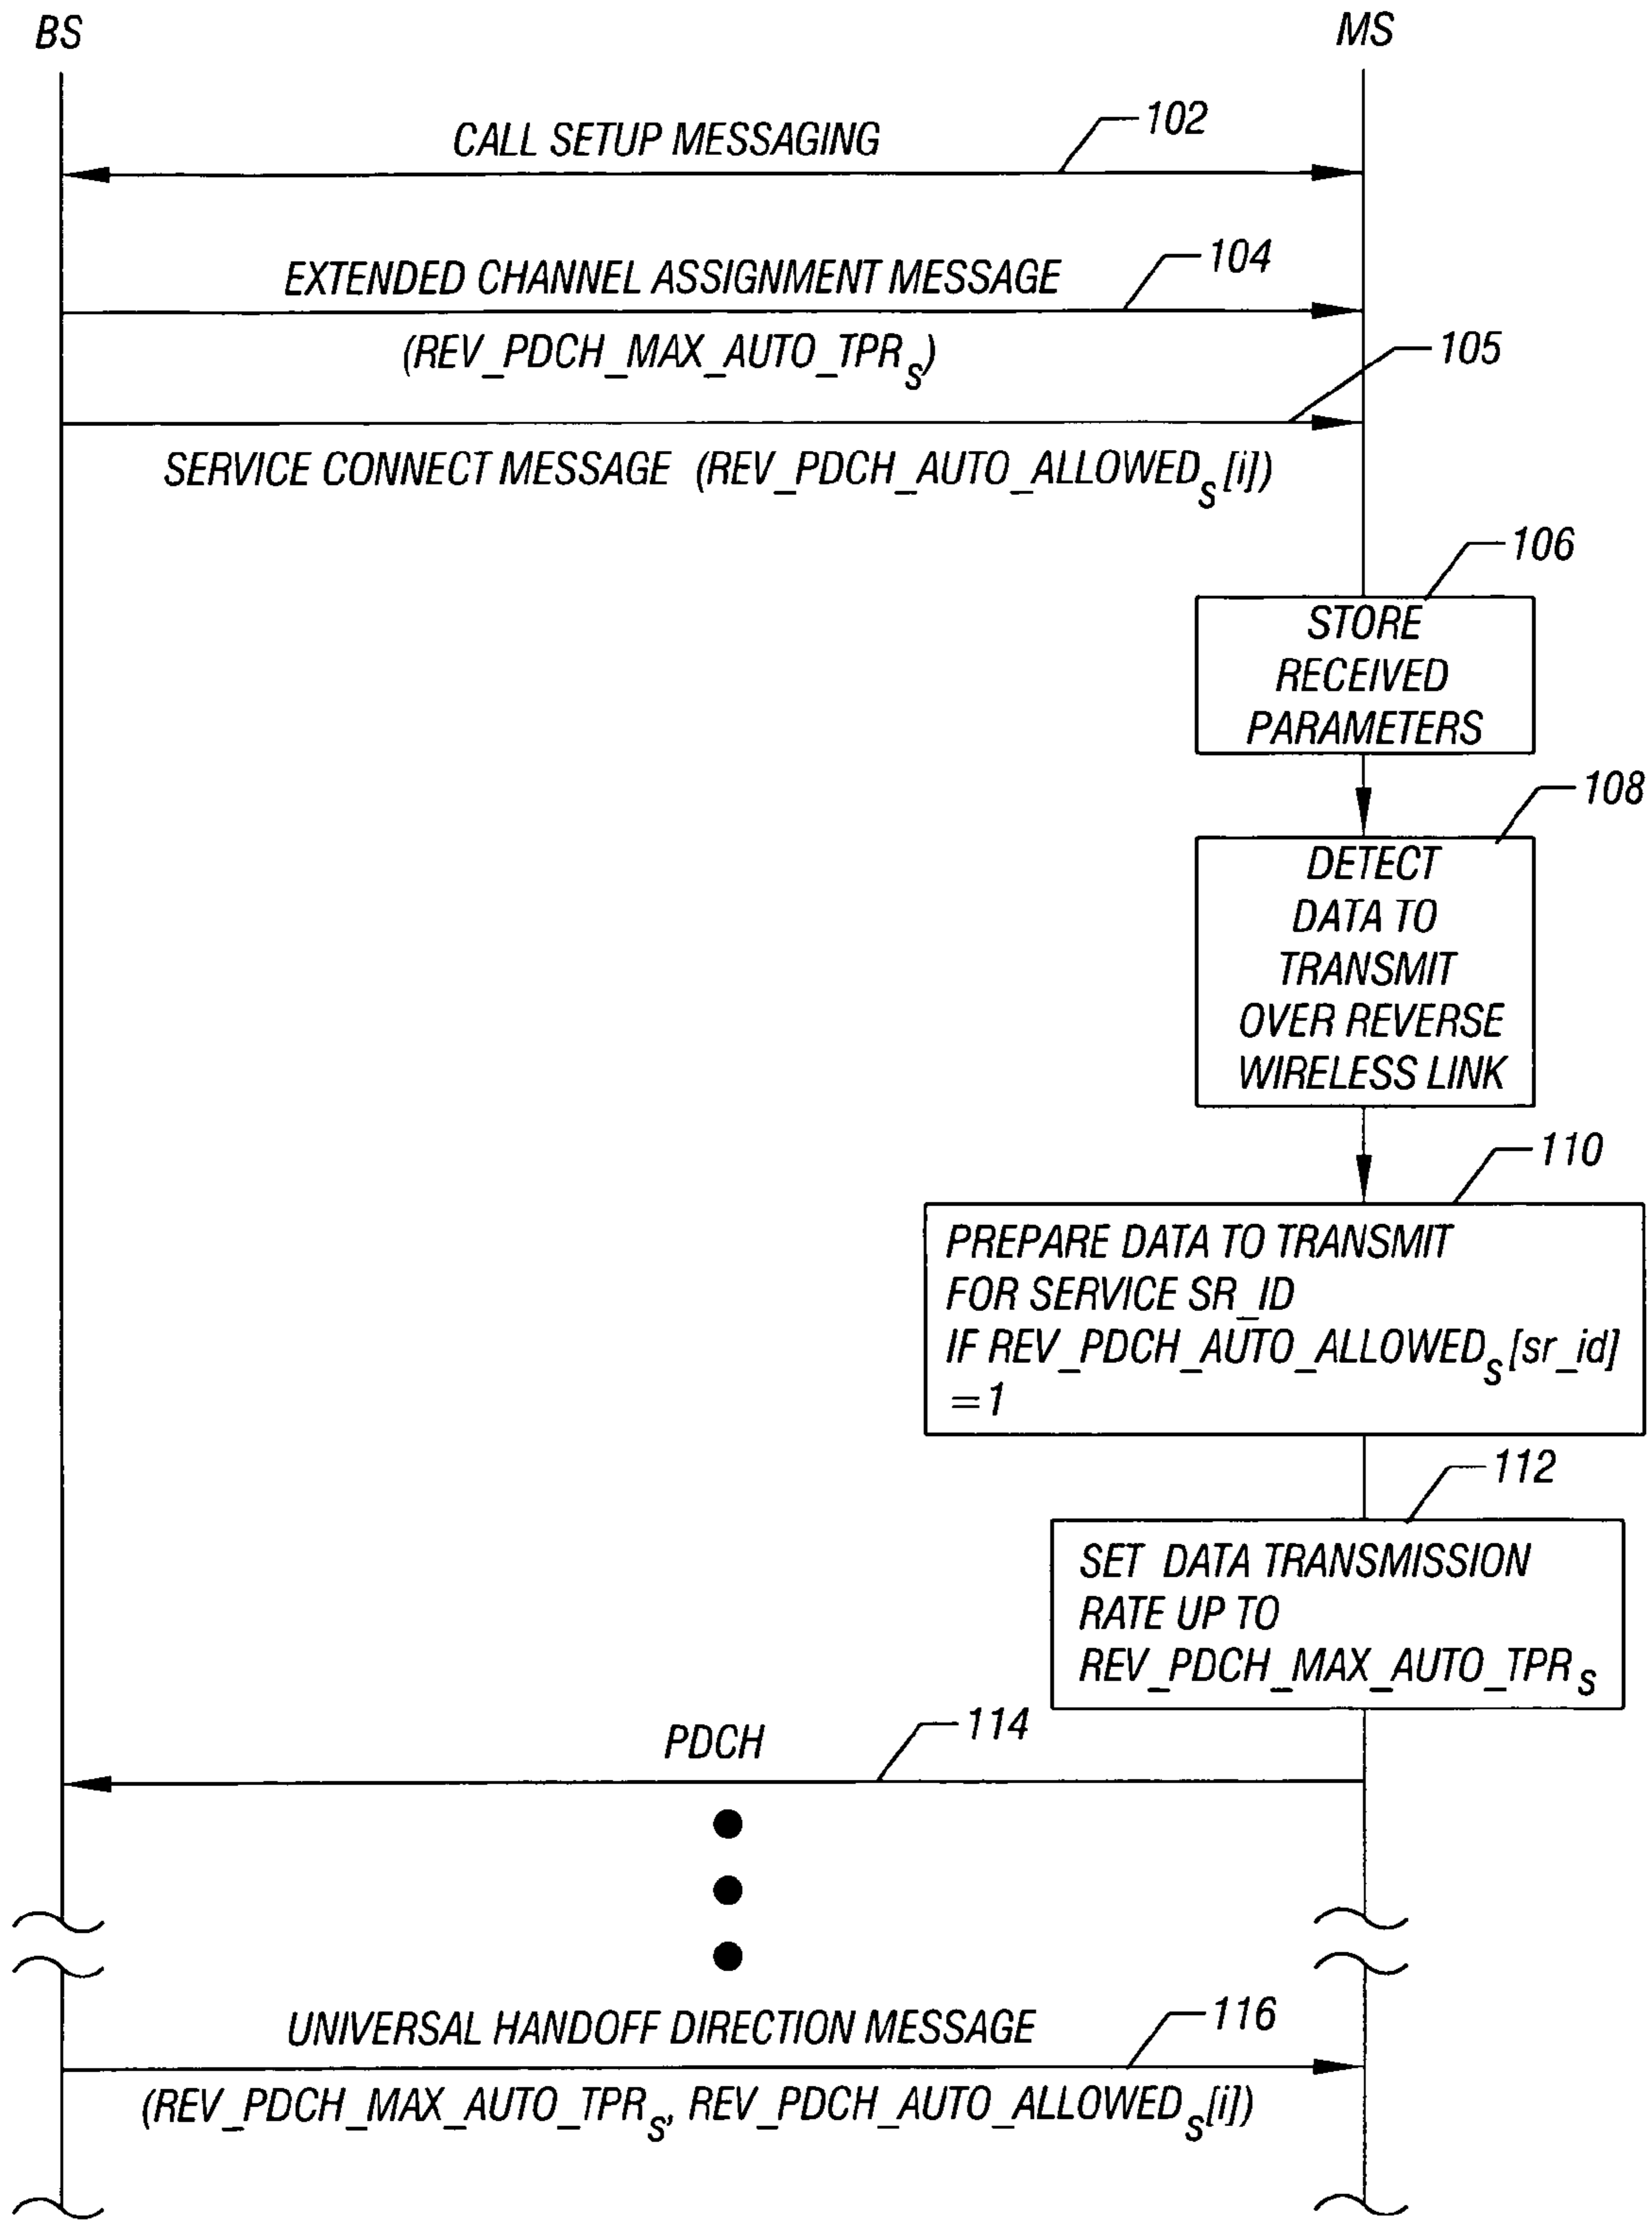 BS
MS
CALL SETUP MESSAGING
102
EXTENDED CHANNEL ASSIGNMENT MESSAGE
104
(REV_PDCH_MAX_AUTO_TPRS)
105
SERVICE CONNECT MESSAGE (REV_PDCH_AUTO_ALLOWEDS[i])
106
STORE
RECEIVED
PARAMETERS
108
DETECT
DATA TO
TRANSMIT
OVER REVERSE
WIRELESS LINK
110
PREPARE DATA TO TRANSMIT
FOR SERVICE SR_ID
IF REV_PDCH_AUTO_ALLOWEDS[sr_id]
=1
112
SET DATA TRANSMISSION
RATE UP TO
REV_PDCH_MAX_AUTO_TPRS
PDCH
114
UNIVERSAL HANDOFF DIRECTION MESSAGE
116
(REV_PDCH_MAX_AUTO_TPRS, REV_PDCH_AUTO_ALLOWEDS[i])